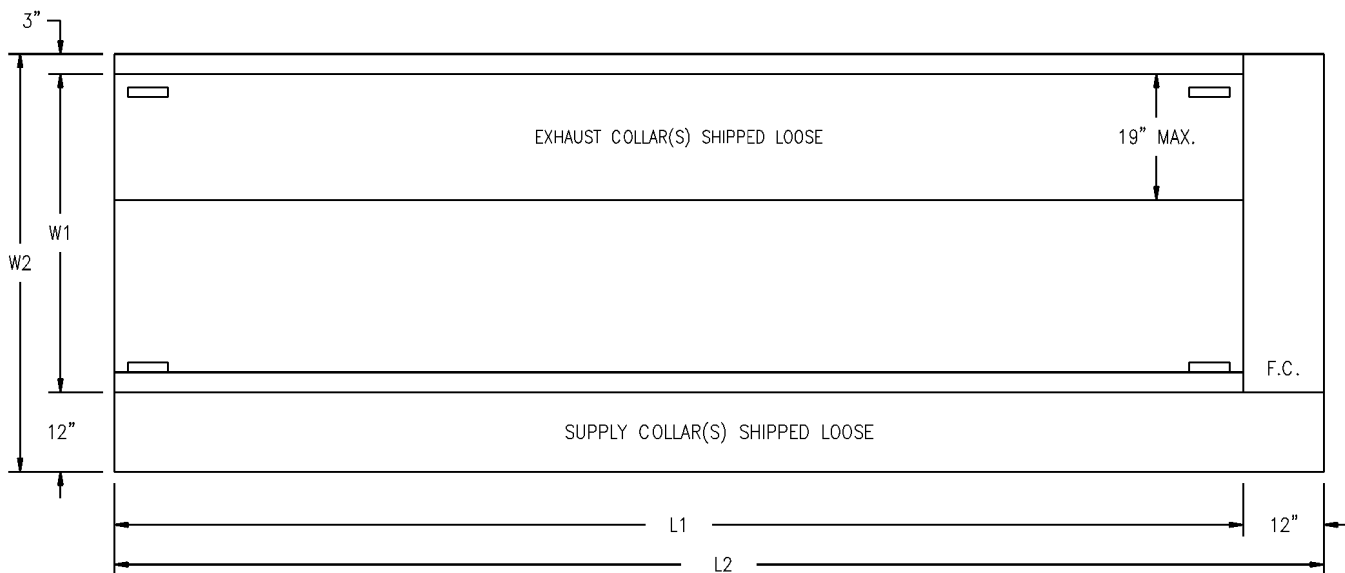 3"
EXHAUST COLLAR(S) SHIPPED LOOSE
19" MAX.
W1
W2
F.C.
12"
SUPPLY COLLAR(S) SHIPPED LOOSE
L1
12"
L2